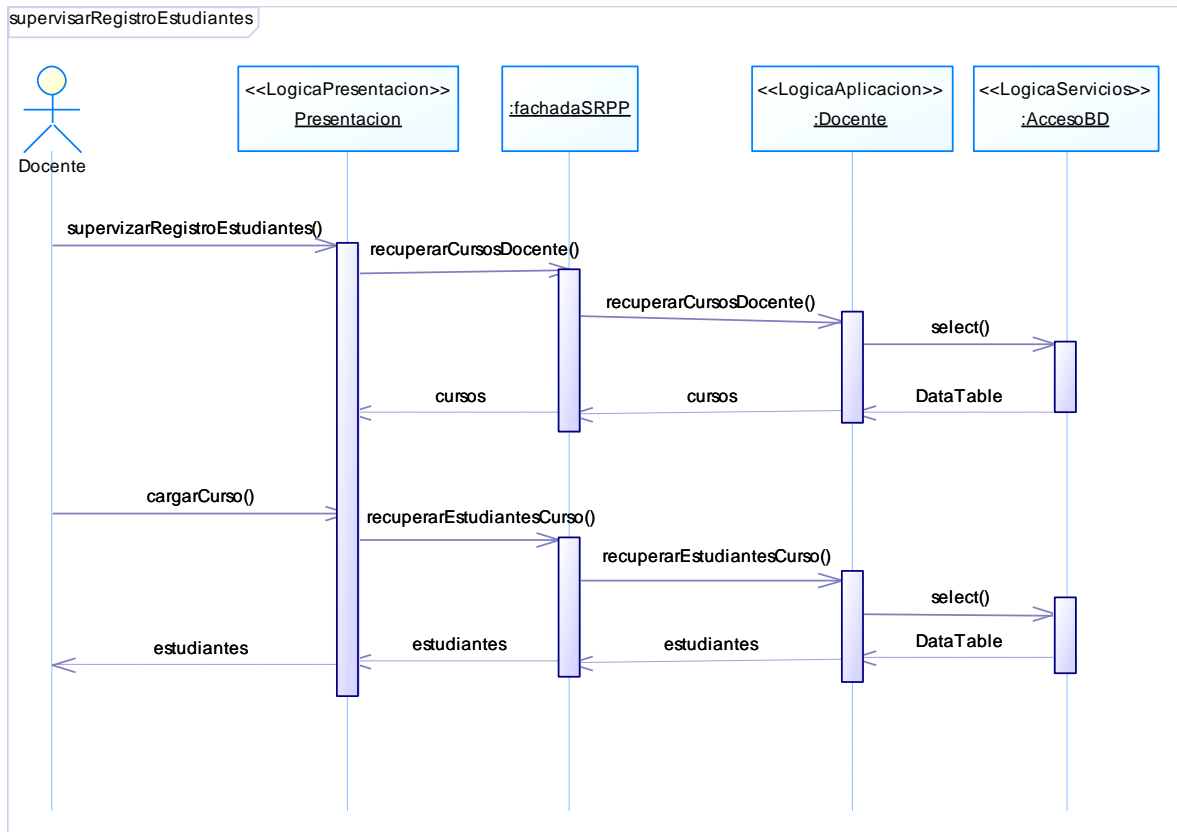 supervisarRegistroEstudiantes
<<LogicaPresentacion>>
Presentacion
:fachadaSRPP
<<LogicaAplicacion>>
:Docente
<<LogicaServicios>>
:AccesoBD
Docente
supervizarRegistroEstudiantes()
recuperarCursosDocente()
recuperarCursosDocente()
select()
cursos
cursos
DataTable
cargarCurso()
recuperarEstudiantesCurso()
recuperarEstudiantesCurso()
select()
estudiantes
estudiantes
estudiantes
DataTable